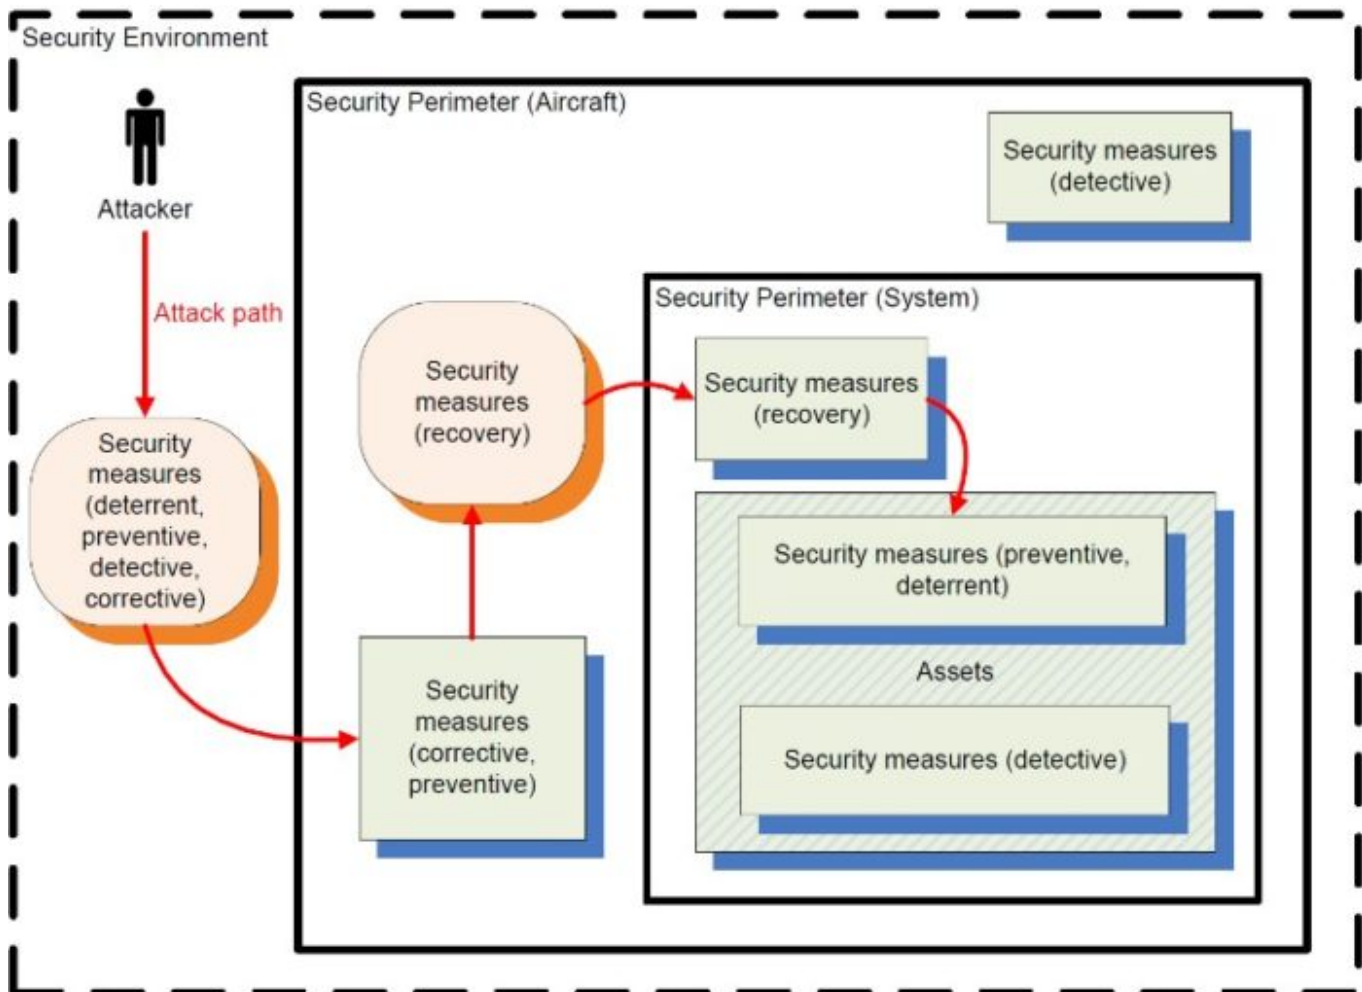 Security Environment
Security Perimeter (Aircraft)
Security measures
(detective)
Attacker
Attack path
Security Perimeter (System)
Security
measures
(recovery)
Security measures
(recovery)
Security
measures
(deterrent,
preventive,
detective,
corrective)
Security measures (preventive,
deterrent)
Assets
Security
measures
(corrective,
preventive)
Security measures (detective)